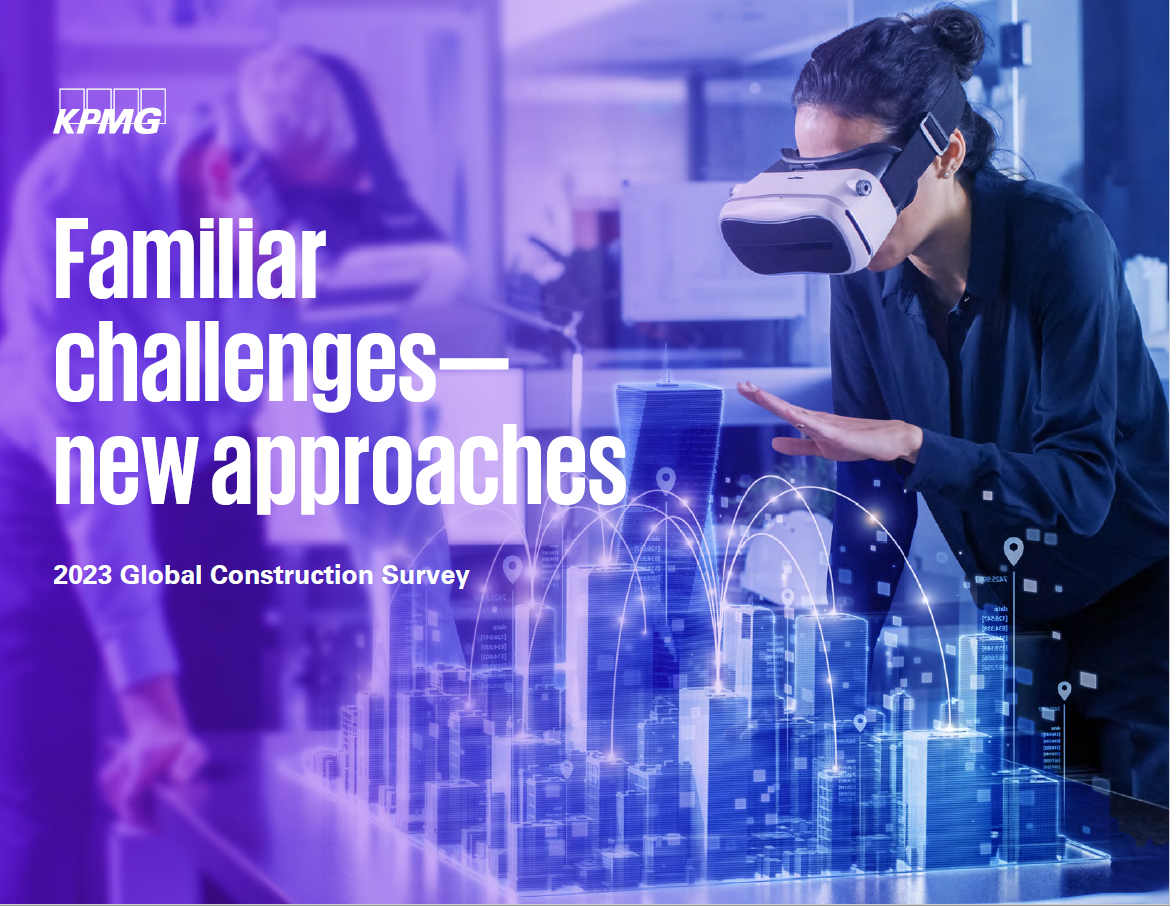 KPMG
Familiar
challenges—
new approaches
2023 Global Construction Survey